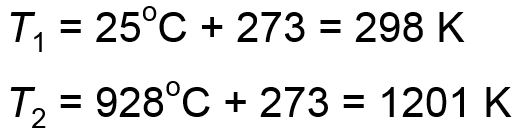 T₁ = 25°C + 273 = 298 K
T₂ = 928°C + 273 = 1201 K